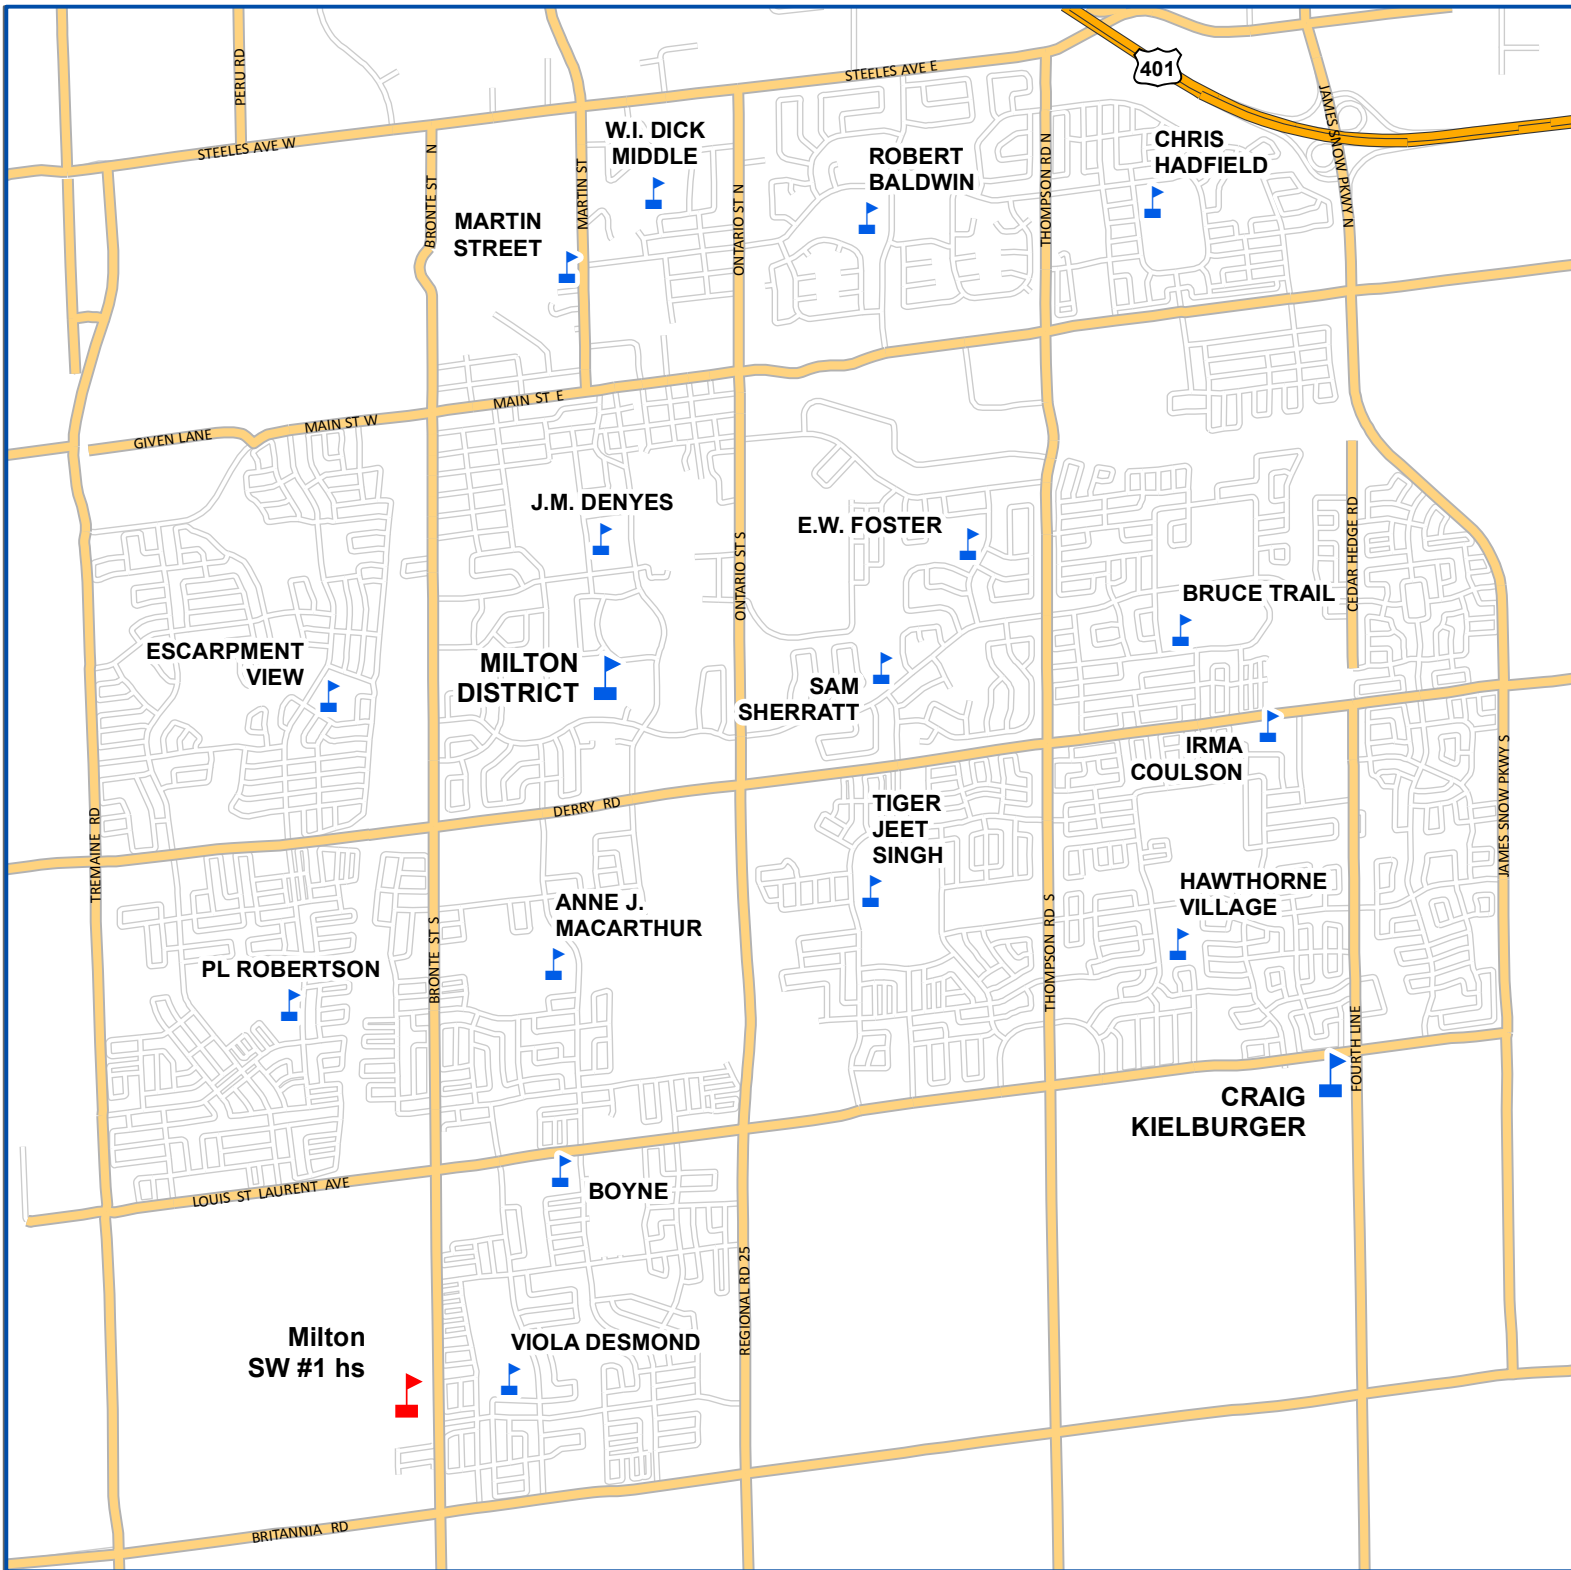 PERU RD
STEELES AVE W
STEELES AVE E
401
JAMES SNOW PKWY N
W.I. DICK
MIDDLE
ROBERT
BALDWIN
CHRIS
HADFIELD
BRONTE ST N
MARTIN ST
ONTARIO ST N
THOMPSON RD N
MARTIN
STREET
GIVEN LANE
MAIN ST W
MAIN ST E
J.M. DENYES
E.W. FOSTER
ONTARIO ST S
CEDAR HEDGE RD
BRUCE TRAIL
ESCARPMENT
VIEW
MILTON
DISTRICT
SAM
SHERRATT
IRMA
COULSON
JAMES SNOW PKWY S
DERRY RD
TREMAINE RD
TIGER
JEET
SINGH
HAWTHORNE
VILLAGE
ANNE J.
MACARTHUR
THOMPSON RD S
BRONTE ST S
PL ROBERTSON
FOURTH LINE
CRAIG
KIELBURGER
LOUIS ST LAURENT AVE
BOYNE
REGIONAL RD 25
Milton
SW #1 hs
VIOLA DESMOND
BRITANNIA RD